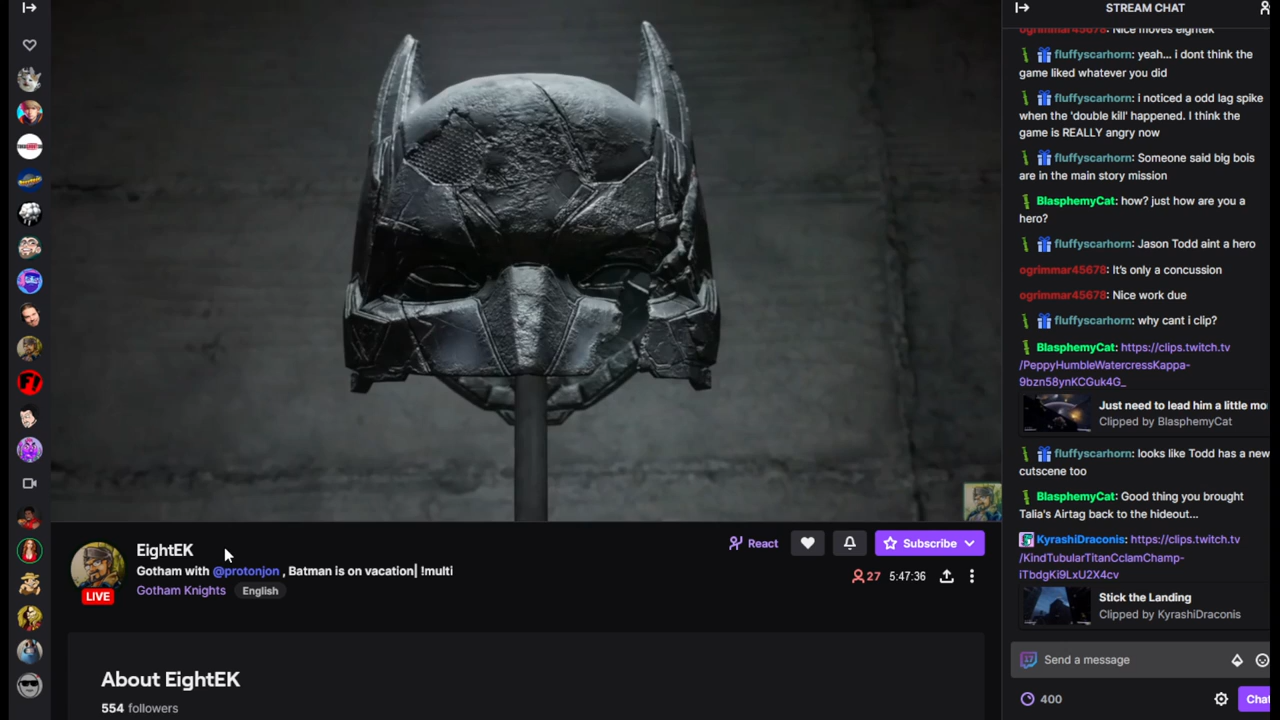 STREAM CHAT
ogrimmar45678: Nice moves eightek
fluffyscarhorn: yeah... i dont think the
game liked whatever you did
fluffyscarhorn: i noticed a odd lag spike
when the 'double kill' happened. I think the
game is REALLY angry now
fluffyscarhorn: Someone said big bois
are in the main story mission
BlasphemyCat: how? just how are you a
hero?
fluffyscarhorn: Jason Todd aint a hero
ogrimmar45678: It's only a concussion
ogrimmar45678: Nice work due
fluffyscarhorn: why cant i clip?
BlasphemyCat: https://clips.twitch.tv
/PeppyHumbleWatercressKappa-
9bzn58ynKCGuk4G_
Just need to lead him a little mo
Clipped by BlasphemyCat
fluffyscarhorn: looks like Todd has a new
cutscene too
BlasphemyCat: Good thing you brought
Talia's Airtag back to the hideout...
KyrashiDraconis: https://clips.twitch.tv
/KindTubularTitanCclamChamp-
iTbdgKi9LxU2X4cv
Stick the Landing
Clipped by KyrashiDraconis
Send a message
400
Chat
EightEK
Gotham with @protonjon , Batman is on vacation| !multi
Gotham Knights English
LIVE
React
Subscribe
27 5:47:36
About EightEK
554 followers